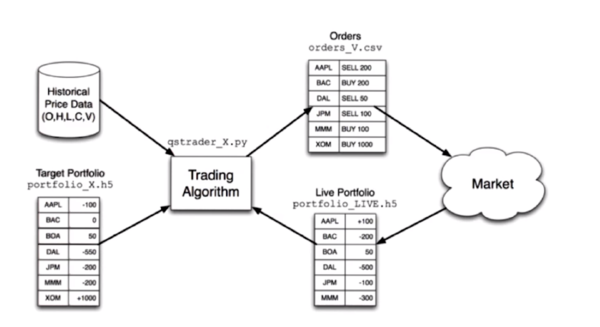 Orders
orders_V.csv
AAPL SELL 200
BAC BUY 200
DAL SELL 50
JPM SELL 100
MMM BUY 100
XOM BUY 1000
Historical
Price Data
(O,H,L,C,V)
qstrader_X.py
Trading
Algorithm
Market
Target Portfolio
portfolio_X.h5
AAPL -100
BAC 0
BOA 50
DAL -550
JPM -200
MMM -200
XOM +1000
Live Portfolio
portfolio_LIVE.h5
AAPL +100
BAC -200
BOA 50
DAL -500
JPM -100
MMM -300